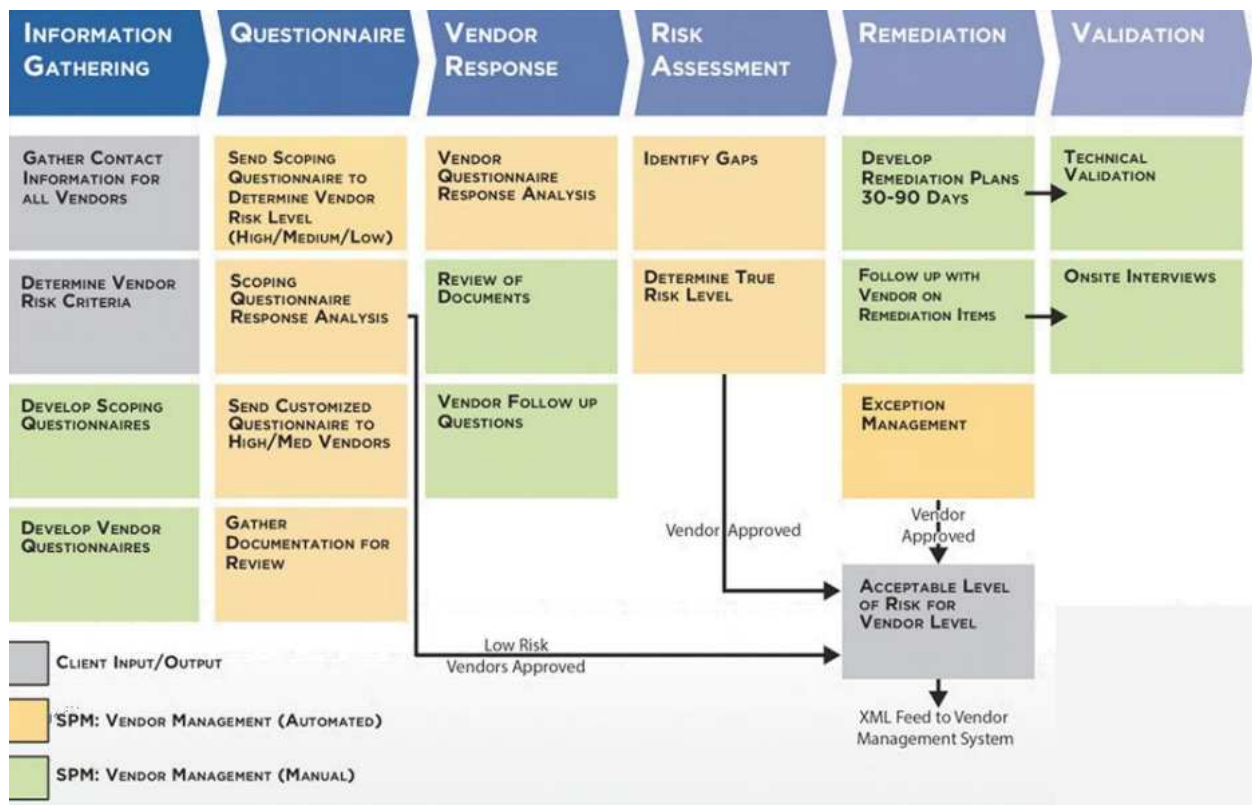 INFORMATION
GATHERING
QUESTIONNAIRE
VENDOR
RESPONSE
RISK
ASSESSMENT
REMEDIATION
VALIDATION
GATHER CONTACT
INFORMATION FOR
ALL VENDORS
DETERMINE VENDOR
RISK CRITERIA
DEVELOP SCOPING
QUESTIONNAIRES
DEVELOP VENDOR
QUESTIONNAIRES
SEND SCOPING
QUESTIONNAIRE TO
DETERMINE VENDOR
RISK LEVEL
(HIGH/MEDIUM/LOW)
SCOPING
QUESTIONNAIRE
RESPONSE ANALYSIS
SEND CUSTOMIZED
QUESTIONNAIRE TO
HIGH/MED VENDORS
GATHER
DOCUMENTATION FOR
REVIEW
VENDOR
QUESTIONNAIRE
RESPONSE ANALYSIS
REVIEW OF
DOCUMENTS
VENDOR FOLLOW UP
QUESTIONS
IDENTIFY GAPS
DETERMINE TRUE
RISK LEVEL
Vendor Approved
DEVELOP
REMEDIATION PLANS
30-90 DAYS
FOLLOW UP WITH
VENDOR ON
REMEDIATION ITEMS
EXCEPTION
MANAGEMENT
Vendor
Approved
ACCEPTABLE LEVEL
OF RISK FOR
VENDOR LEVEL
XML Feed to Vendor
Management System
TECHNICAL
VALIDATION
ONSITE INTERVIEWS
Low Risk
Vendors Approved
CLIENT INPUT/OUTPUT
SPM: VENDOR MANAGEMENT (AUTOMATED)
SPM: VENDOR MANAGEMENT (MANUAL)